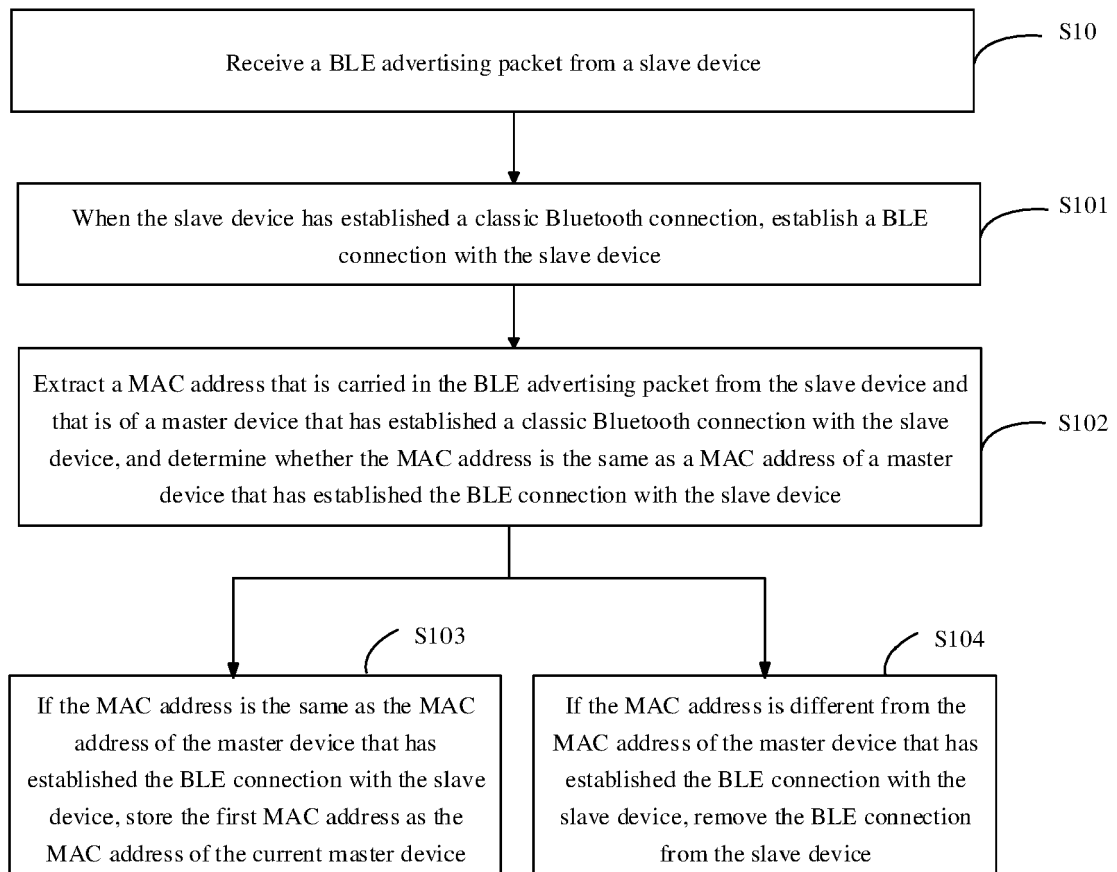 Receive a BLE advertising packet from a slave device
S10
When the slave device has established a classic Bluetooth connection, establish a BLE
connection with the slave device
S101
Extract a MAC address that is carried in the BLE advertising packet from the slave device and
that is of a master device that has established a classic Bluetooth connection with the slave
device, and determine whether the MAC address is the same as a MAC address of a master
device that has established the BLE connection with the slave device
S102
S103
If the MAC address is the same as the MAC
address of the master device that has
established the BLE connection with the slave
device, store the first MAC address as the
MAC address of the current master device
S104
If the MAC address is different from the
MAC address of the master device that has
established the BLE connection with the
slave device, remove the BLE connection
from the slave device